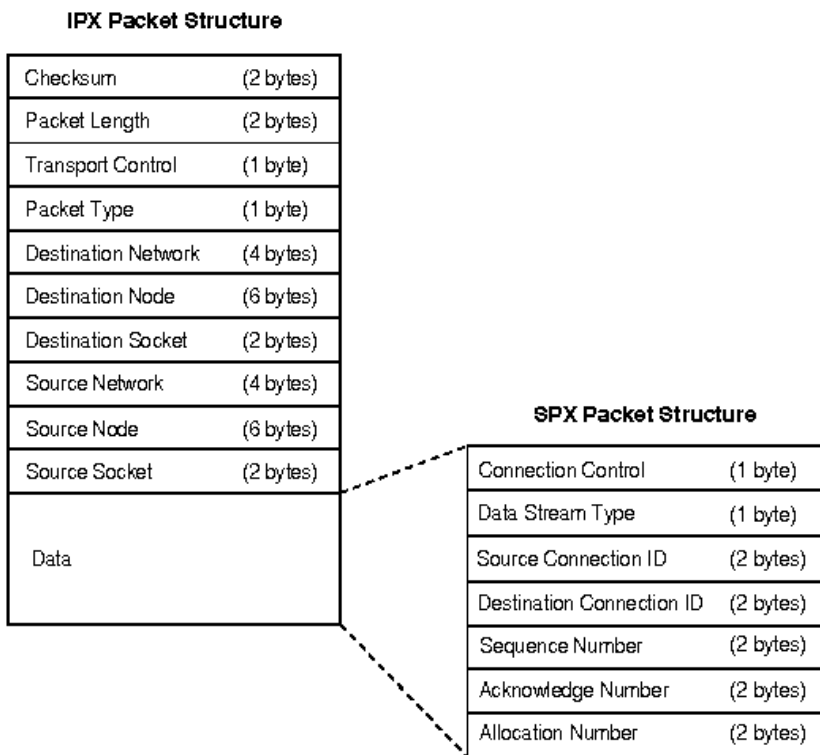 IPX Packet Structure
Checksum (2 bytes)
Packet Length (2 bytes)
Transport Control (1 byte)
Packet Type (1 byte)
Destination Network (4 bytes)
Destination Node (6 bytes)
Destination Socket (2 bytes)
Source Network (4 bytes)
Source Node (6 bytes)
Source Socket (2 bytes)
Data
SPX Packet Structure
Connection Control (1 byte)
Data Stream Type (1 byte)
Source Connection ID (2 bytes)
Destination Connection ID (2 bytes)
Sequence Number (2 bytes)
Acknowledge Number (2 bytes)
Allocation Number (2 bytes)